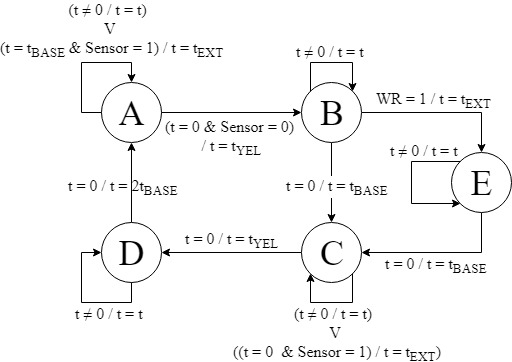 (t ≠ 0 / t = t)
V
(t = tBASE & Sensor = 1) / t = tEXT
t ≠ 0 / t = t
A
B
WR = 1 / t = tEXT
(t = 0 & Sensor = 0)
/ t = tYEL
t ≠ 0 / t = t
E
t = 0 / t = 2tBASE
t = 0 / t = tBASE
t = 0 / t = tYEL
D
C
t = 0 / t = tBASE
t ≠ 0 / t = t
(t ≠ 0 / t = t)
V
((t = 0 & Sensor = 1) / t = tEXT)